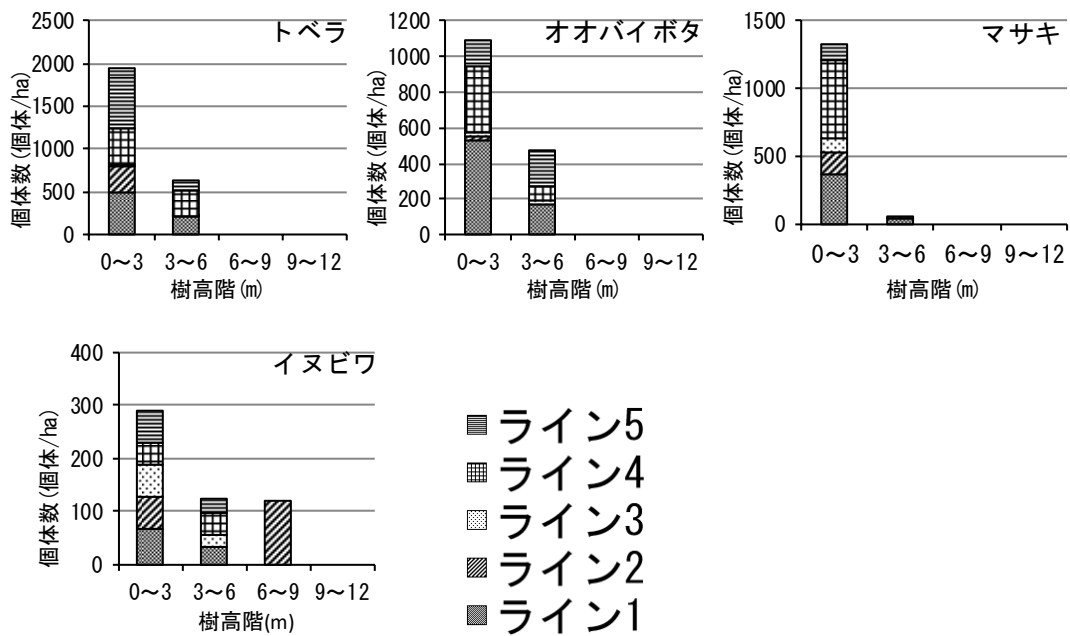 トベラ
個体数(個体/ha)
2500
2000
1500
1000
500
0
0～3 3～6 6～9 9～12
樹高階(m)
オオバイボタ
個体数(個体/ha)
1200
1000
800
600
400
200
0
0～3 3～6 6～9 9～12
樹高階(m)
マサキ
個体数(個体/ha)
1500
1000
500
0
0～3 3～6 6～9 9～12
樹高階(m)
イヌビワ
個体数(個体/ha)
400
300
200
100
0
0～3 3～6 6～9 9～12
樹高階(m)
ライン5
ライン4
ライン3
ライン2
ライン1